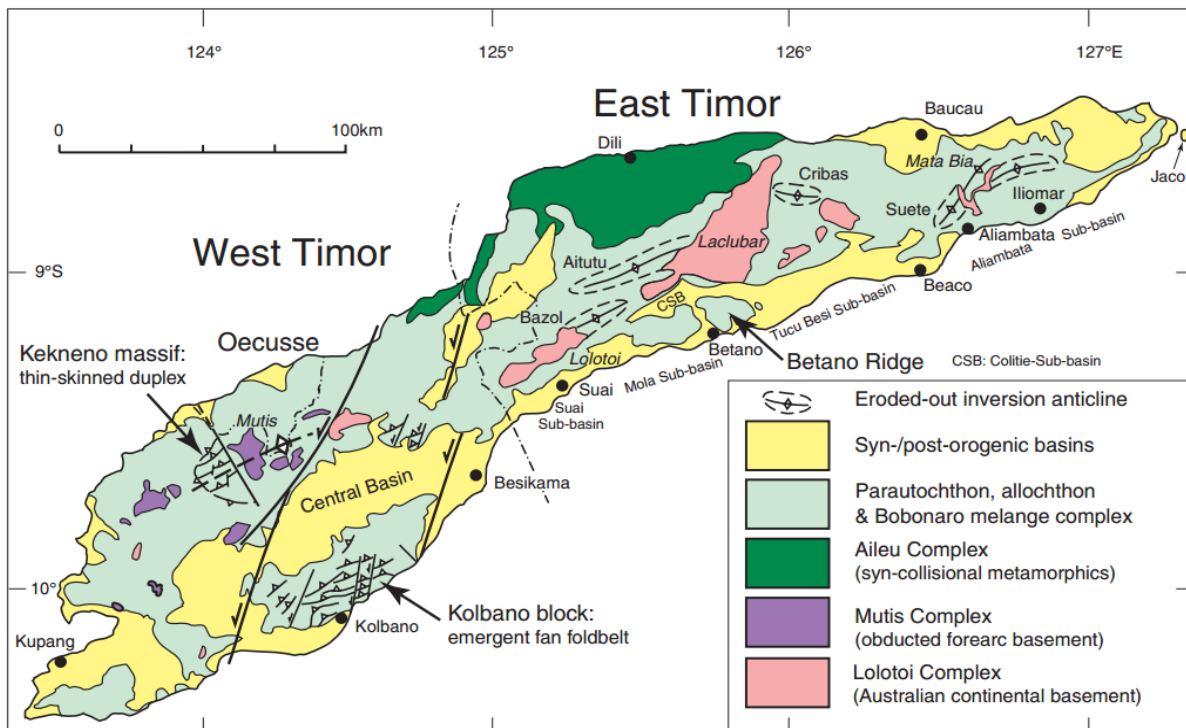 124°
125°
126°
127°E
East Timor
0
100km
Baucau
Dili
Mata Bia
Jaco
Cribas
Iliomar
Suete
West Timor
Laclubar
Aliambata Sub-basin
Aitutu
Aliambata
9°S
Beaco
CSB
Tucu Besi Sub-basin
Bazol
Oecusse
Betano
Kekneno massif:
thin-skinned duplex
Lolotoi
Betano Ridge
CSB: Colitie-Sub-basin
Suai
Mola Sub-basin
Suai
Sub-basin
Mutis
Eroded-out inversion anticline
Syn-/post-orogenic basins
Central Basin
Besikama
Parautochthon, allochthon
& Bobonaro melange complex
Aileu Complex
(syn-collisional metamorphics)
10°
Kolbano block:
emergent fan foldbelt
Kolbano
Mutis Complex
(obducted forearc basement)
Kupang
Lolotoi Complex
(Australian continental basement)